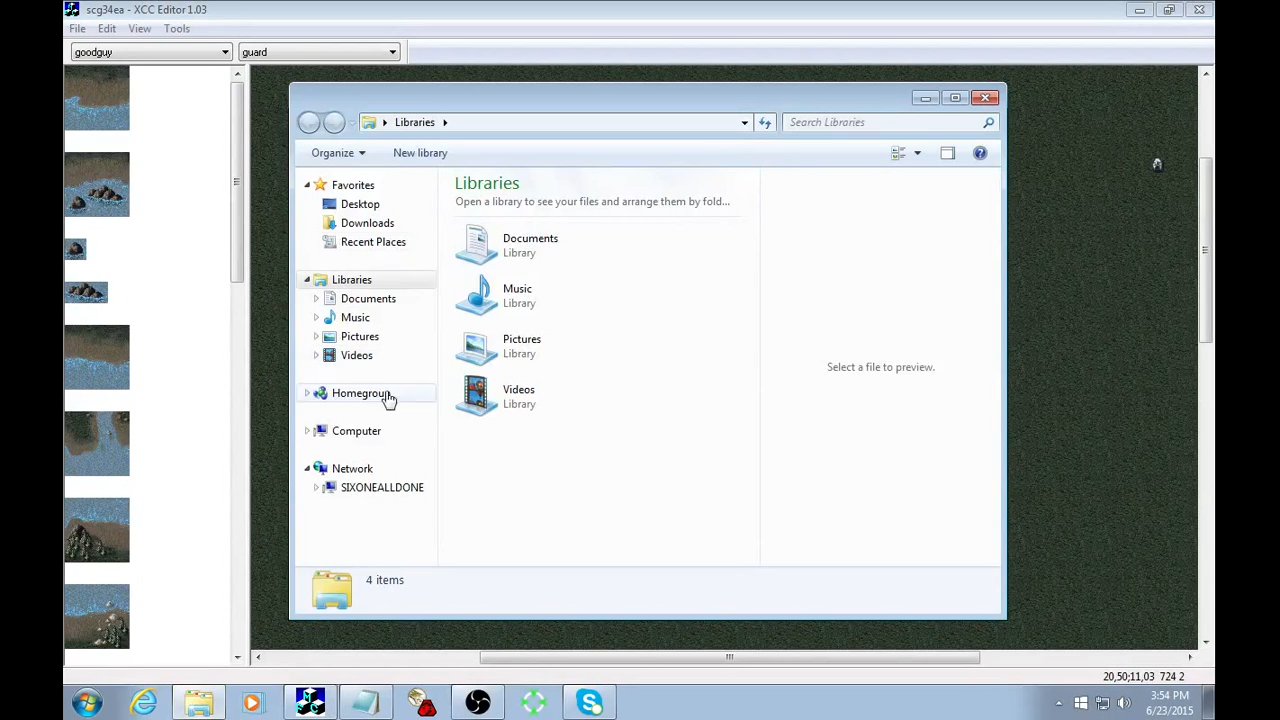 scg34ea - XCC Editor 1.03
File Edit View Tools
goodguy guard
Libraries
Search Libraries
Organize New library
Favorites
Desktop
Downloads
Recent Places
Libraries
Documents
Music
Pictures
Videos
Homegroup
Computer
Network
SIXONEALLDONE
Libraries
Open a library to see your files and arrange them by fold...
Documents
Library
Music
Library
Pictures
Library
Videos
Library
Select a file to preview.
4 items
20,50;11,03 724 2
3:54 PM
6/23/2015